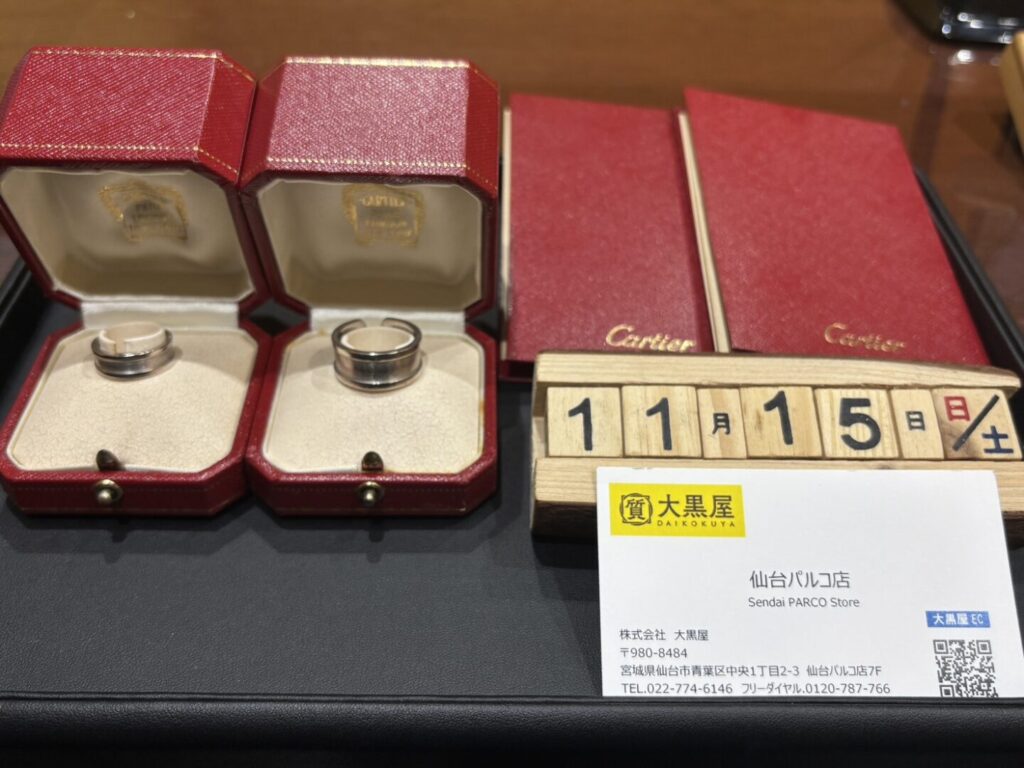 CARTIER
Cartier
Cartier
11月15日 日/土
質 大黒屋
DAIKOKUYA
仙台パルコ店
Sendai PARCO Store
大黒屋 EC
株式会社 大黒屋
〒980-8484
宮城県仙台市青葉区中央1丁目2-3 仙台パルコ店7F
TEL.022-774-6146 フリーダイヤル.0120-787-766